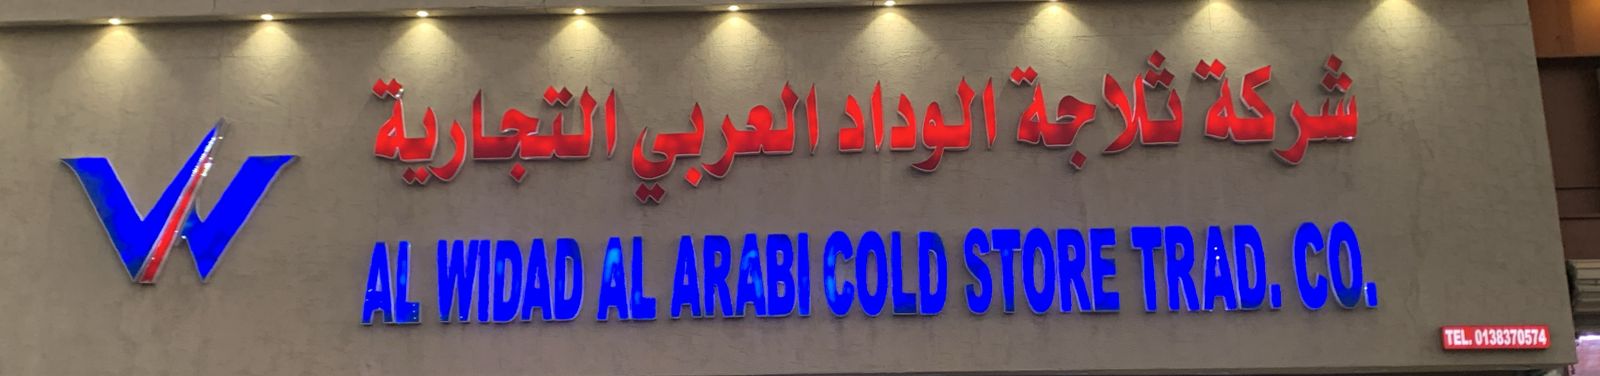 شركة ثلاجة الوداد العربي التجارية
AL WIDAD AL ARABI COLD STORE TRAD. CO.
TEL. 0138370574